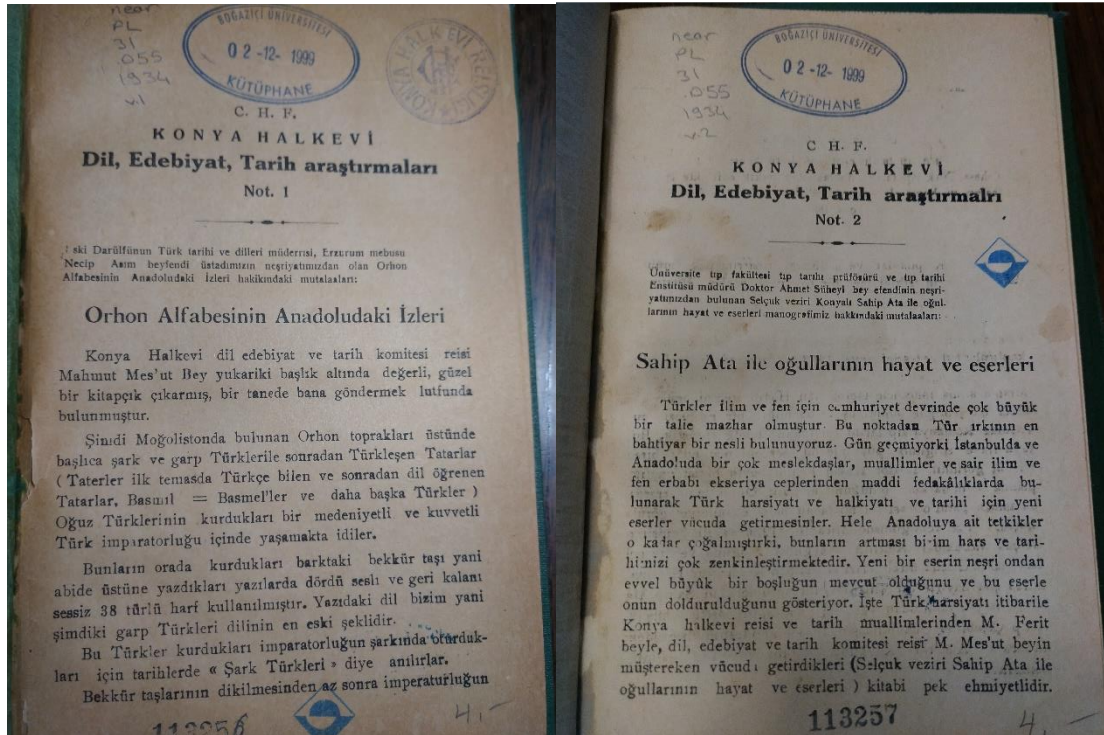 near
PL
31
.O55
1934
v.1
BOĞAZİÇİ ÜNİVERSİTESİ
02-12-1999
KÜTÜPHANE
KONYA HALKEVİ REİSLİĞİ
C. H. F.
KONYA HALKEVİ
Dil, Edebiyat, Tarih araştırmaları
Not. 1
ski Darülfünun Türk tarihi ve dilleri müderrisi, Erzurum mebusu
Necip Asım beyfendi üstadımızın neşriyatımızdan olan Orhon
Alfabesinin Anadoludaki İzleri hakikındaki mutalaaları:
Orhon Alfabesinin Anadoludaki İzleri
Konya Halkevi dil edebiyat ve tarih komitesi reisi
Mahmut Mes'ut Bey yukariki başlık altında değerli, güzel
bir kitapçık çıkarmış, bir tanede bana göndermek lutfunda
bulunmuştur.
Şimdi Moğolistonda bulunan Orhon toprakları üstünde
başlıca şark ve garp Türklerile sonradan Türkleşen Tatarlar
( Taterler ilk temasda Türkçe bilen ve sonradan dil öğrenen
Tatarlar, Basmıl = Basmel'ler ve daha başka Türkler )
Oğuz Türklerinin kurdukları bir medeniyetli ve kuvvetli
Türk imparatorluğu içinde yaşamakta idiler.
Bunların orada kurdukları barktaki bekkür taşı yani
abide üstüne yazdıkları yazılarda dördü sesli ve geri kalanı
sessiz 38 türlü harf kullanılmıştır. Yazıdaki dil bizim yani
şimdiki garp Türkleri dilinin en eski şeklidir.
Bu Türkler kurdukları imparatorluğun şarkında oturduk-
ları için tarihlerde « Şark Türkleri » diye anılırlar.
Bekkür taşlarının dikilmesinden az sonra imperaturluğun
4.-
near
PL
31
.O55
1934
v.2
BOĞAZİÇİ ÜNİVERSİTESİ
02-12-1999
KÜTÜPHANE
C. H. F.
KONYA HALKEVİ
Dil, Edebiyat, Tarih araştırmalrı
Not. 2
Üniversite tıp fakültesi tıp tarihi prüfösürü ve tıp tarihi
Enstitüsü müdürü Doktor Ahmet Süheyl bey efendinin neşri-
yatımızdan bulunan Selçuk veziri Konyalı Sahip Ata ile oğul-
larının hayat ve eserleri manografimiz hakkındaki mutalaaları:
Sahip Ata ile oğullarının hayat ve eserleri
Türkler ilim ve fen için cumhuriyet devrinde çok büyük
bir talie mazhar olmuştur. Bu noktadan Tür ırkının en
bahtiyar bir nesli bulunuyoruz. Gün geçmiyorki İstanbulda ve
Anadoluda bir çok meslekdaşlar, muallimler ve sair ilim ve
fen erbabı ekseriya ceplerinden maddi fedakâlıklarda bu-
lunarak Türk harsiyatı ve halkiyatı ve tarihi için yeni
eserler vücuda getirmesinler. Hele Anadoluya ait tetkikler
o kadar çoğalmıştırki, bunların artması bizim hars ve tari-
himizi çok zenkinleştirmektedir. Yeni bir eserin neşri ondan
evvel büyük bir boşluğun mevcut olduğunu ve bu eserle
onun doldurulduğunu gösteriyor. İşte Türk harsiyatı itibarile
Konya halkevi reisi ve tarih muallimlerinden M. Ferit
beyle, dil, edebiyat ve tarih komitesi reisi M. Mes'ut beyin
müştereken vücuda getirdikleri (Selçuk veziri Sahip Ata ile
oğullarının hayat ve eserleri ) kitabi pek ehmiyetlidir.
113257
4.